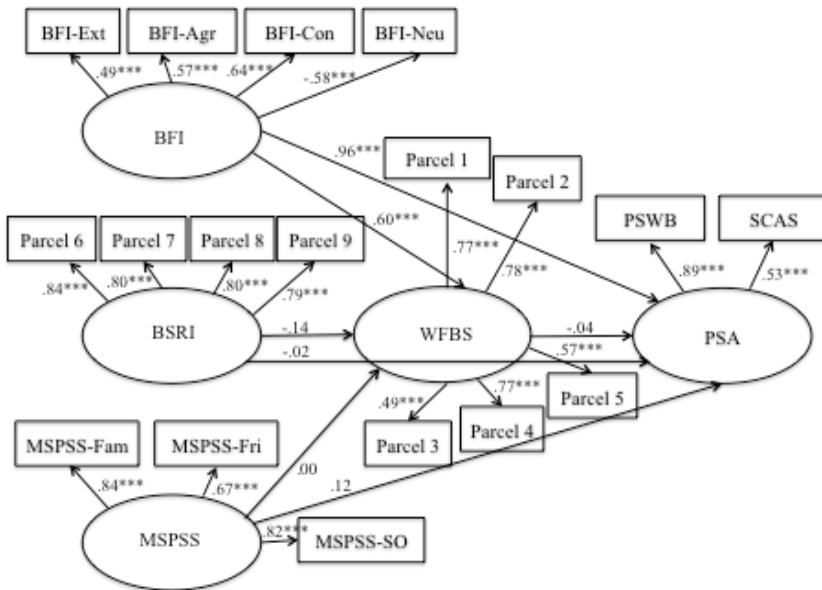 BFI-Ext
BFI-Agr
BFI-Con
BFI-Neu
.49***
.57***
.64***
-.58***
BFI
.96***
Parcel 1
Parcel 2
.60***
Parcel 6
Parcel 7
Parcel 8
Parcel 9
.77***
.78***
PSWB
SCAS
.84***
.80***
.80***
.79***
.89***
.53***
BSRI
-.14
-.02
WFBS
-.04
PSA
.57***
.49***
.77***
Parcel 3
Parcel 4
Parcel 5
MSPSS-Fam
MSPSS-Fri
.84***
.67***
.00
.12
MSPSS
.82***
MSPSS-SO